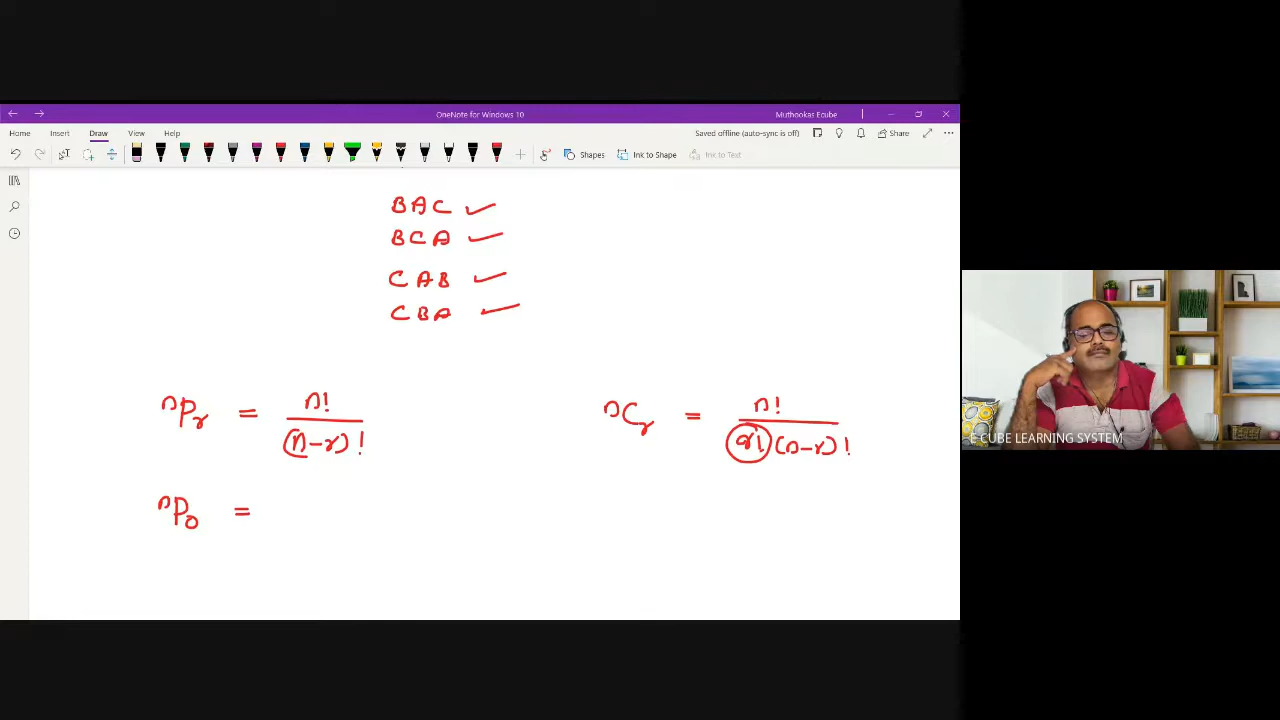 OneNote for Windows 10
Muthookas Ecube
Home Insert Draw View Help
Saved offline (auto-sync is off)
Share
Shapes
Ink to Shape
Ink to Text
BAC ✓
BCA ✓
CAB ✓
CBA ✓
ⁿPᵣ = n! / (n-r)!
ⁿCᵣ = n! / r!(n-r)!
ⁿP₀ =
E CUBE LEARNING SYSTEM